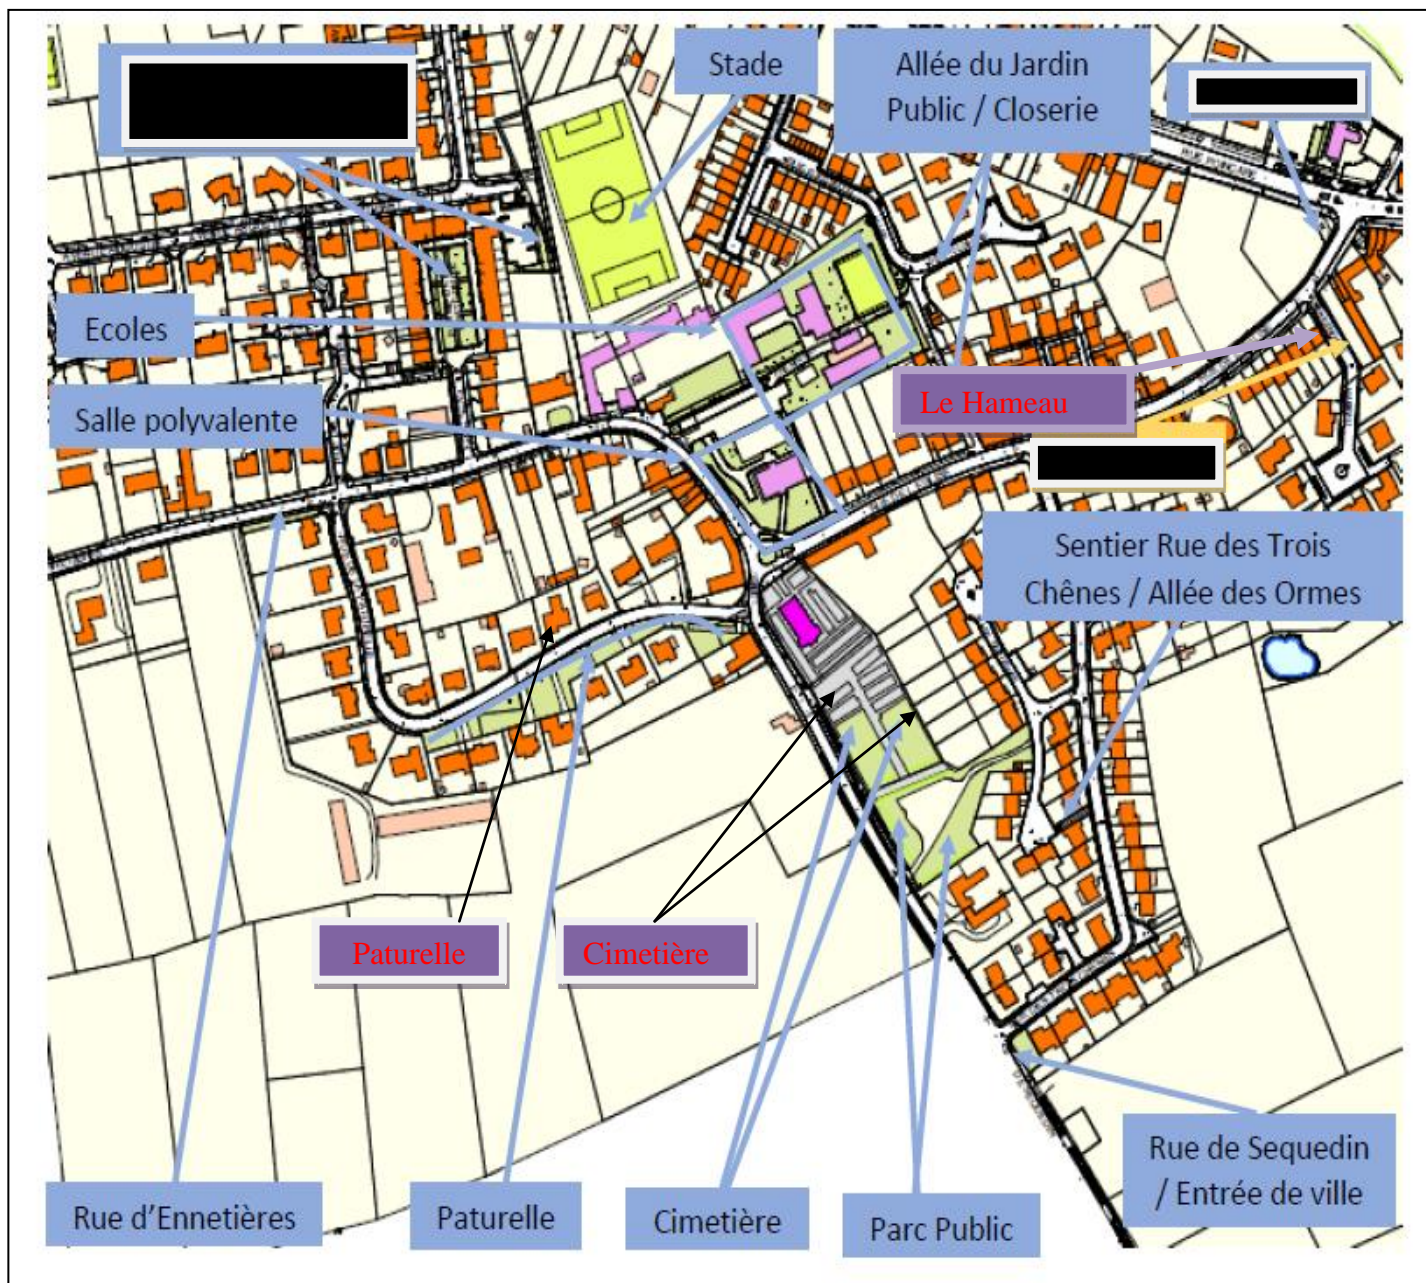 Stade
Allée du Jardin
Public / Closerie
Ecoles
Le Hameau
Salle polyvalente
Sentier Rue des Trois
Chênes / Allée des Ormes
Paturelle
Cimetière
Rue de Sequedin
/ Entrée de ville
Rue d'Ennetières
Paturelle
Cimetière
Parc Public